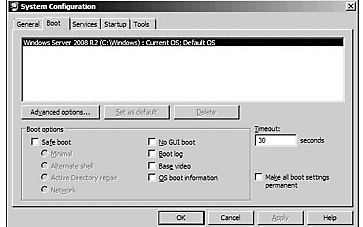 System Configuration
General Boot Services Startup Tools
Windows Server 2008 R2 (C:\Windows) : Current OS; Default OS
Advanced options... Set as default Delete
Boot options
Safe boot
Minimal
Alternate shell
Active Directory repair
Network
No GUI boot
Boot log
Base video
OS boot information
Timeout:
30 seconds
Make all boot settings
permanent
OK Cancel Apply Help